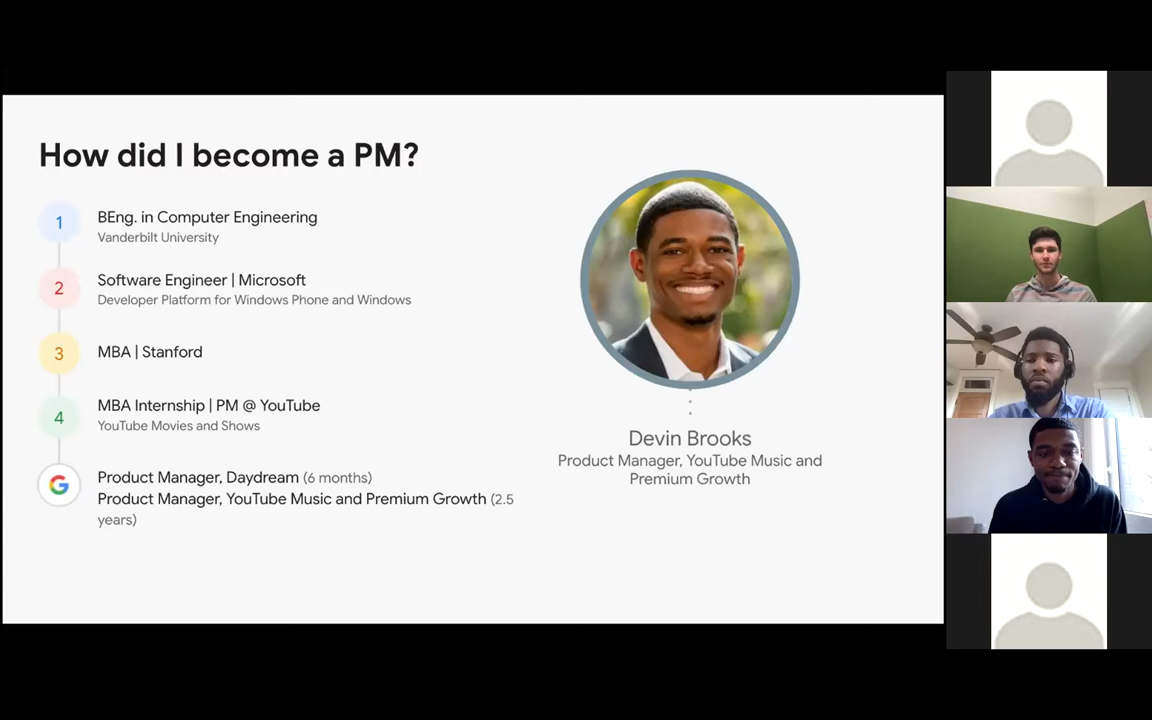 How did I become a PM?
1
BEng. in Computer Engineering
Vanderbilt University
2
Software Engineer | Microsoft
Developer Platform for Windows Phone and Windows
3
MBA | Stanford
4
MBA Internship | PM @ YouTube
YouTube Movies and Shows
G
Product Manager, Daydream (6 months)
Product Manager, YouTube Music and Premium Growth (2.5
years)
Devin Brooks
Product Manager, YouTube Music and
Premium Growth